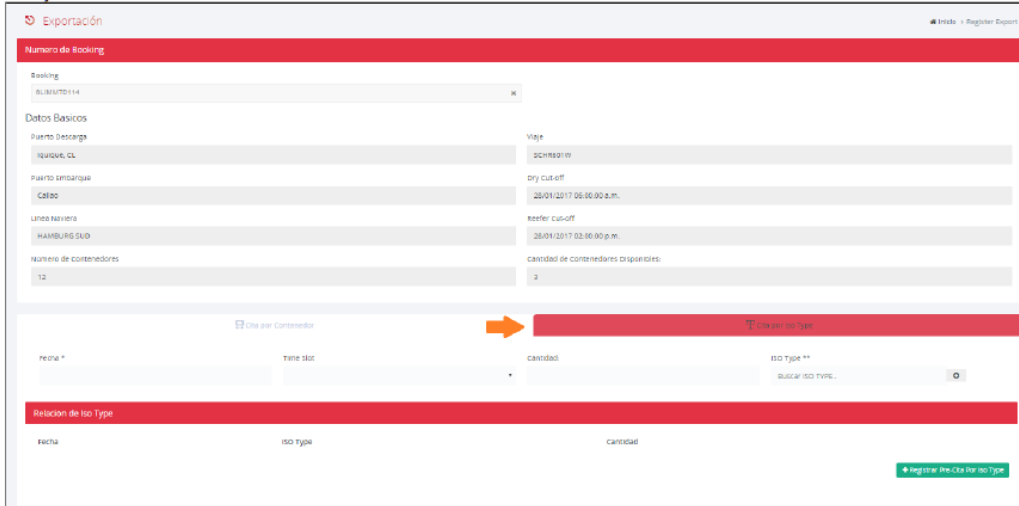 Exportación
Inicio > Register Export
Numero de Booking
Booking
Datos Basicos
Puerto Descarga
Viaje
Iquique, CL
SCHR601W
Puerto Embarque
Dry Cut-off
Callao
28/01/2017 06:00:00 a.m.
Linea Naviera
Reefer Cut-off
HAMBURG SUD
28/01/2017 02:00:00 p.m.
Numero de Contenedores
Cantidad de Contenedores Disponibles:
12
3
Cita por Contenedor
Cita por Iso Type
Fecha *
Time Slot
Cantidad
ISO Type **
Buscar ISO TYPE..
Relacion de Iso Type
Fecha
ISO Type
Cantidad
+ Registrar Pre-Cita Por Iso Type